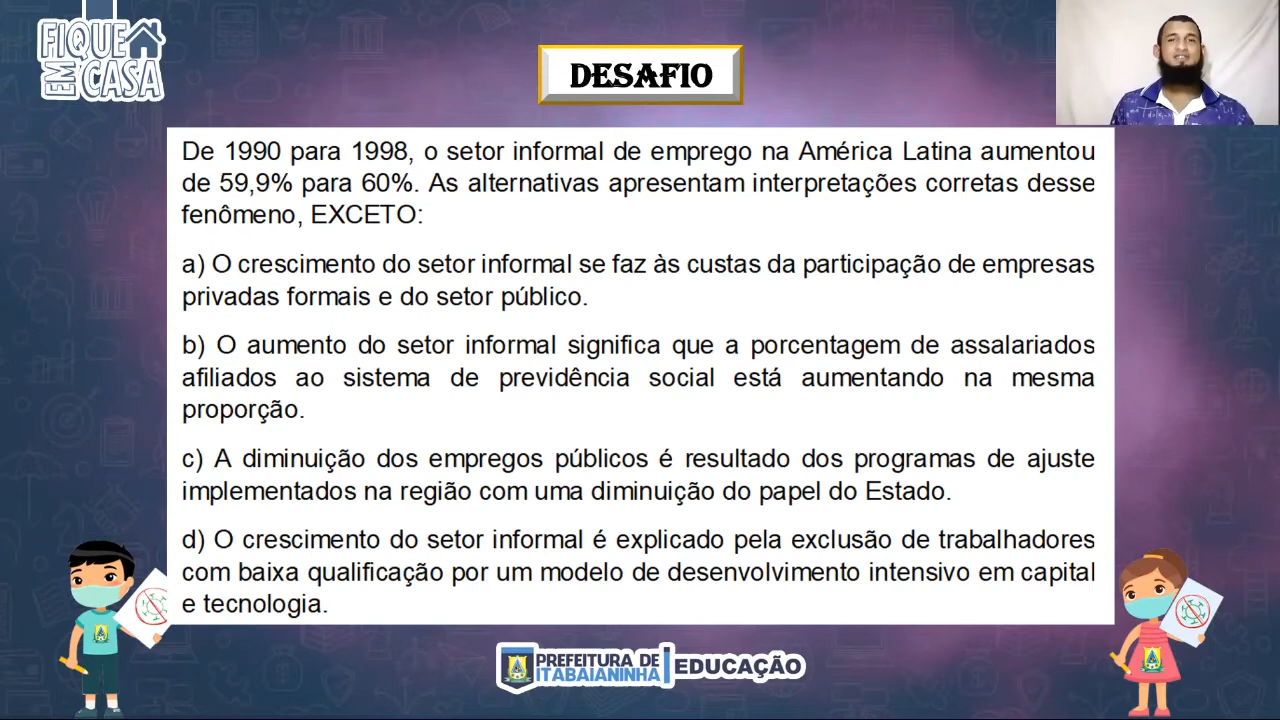 FIQUE
EM CASA
DESAFIO
De 1990 para 1998, o setor informal de emprego na América Latina aumentou
de 59,9% para 60%. As alternativas apresentam interpretações corretas desse
fenômeno, EXCETO:
a) O crescimento do setor informal se faz às custas da participação de empresas
privadas formais e do setor público.
b) O aumento do setor informal significa que a porcentagem de assalariados
afiliados ao sistema de previdência social está aumentando na mesma
proporção.
c) A diminuição dos empregos públicos é resultado dos programas de ajuste
implementados na região com uma diminuição do papel do Estado.
d) O crescimento do setor informal é explicado pela exclusão de trabalhadores
com baixa qualificação por um modelo de desenvolvimento intensivo em capital
e tecnologia.
PREFEITURA DE
ITABAIANINHA
EDUCAÇÃO